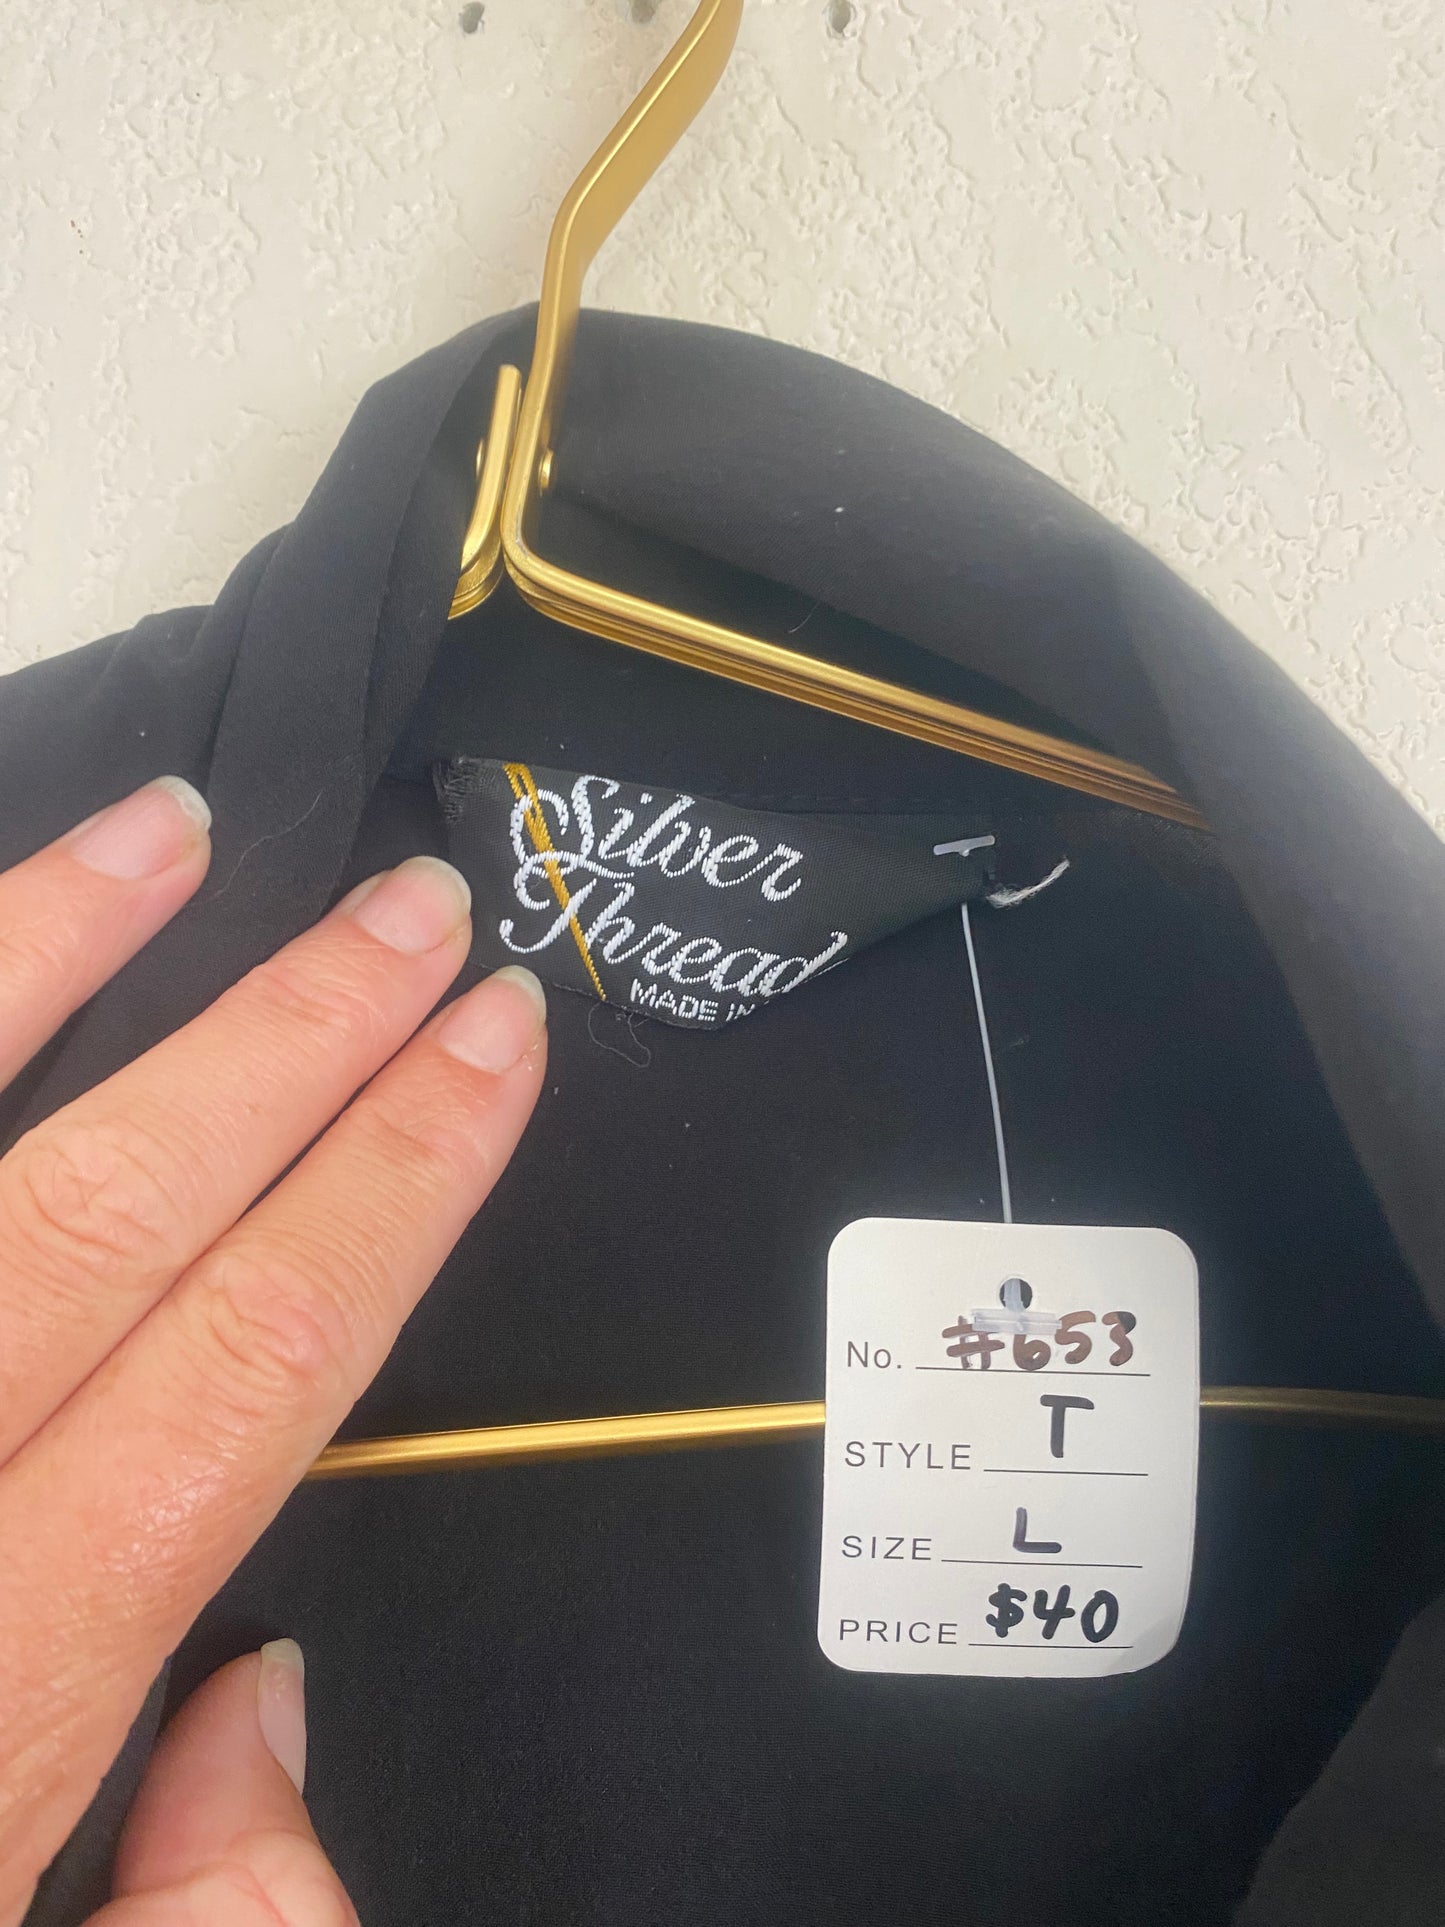 Silver
Thread
MADE IN
No. #653
STYLE T
SIZE L
PRICE $40